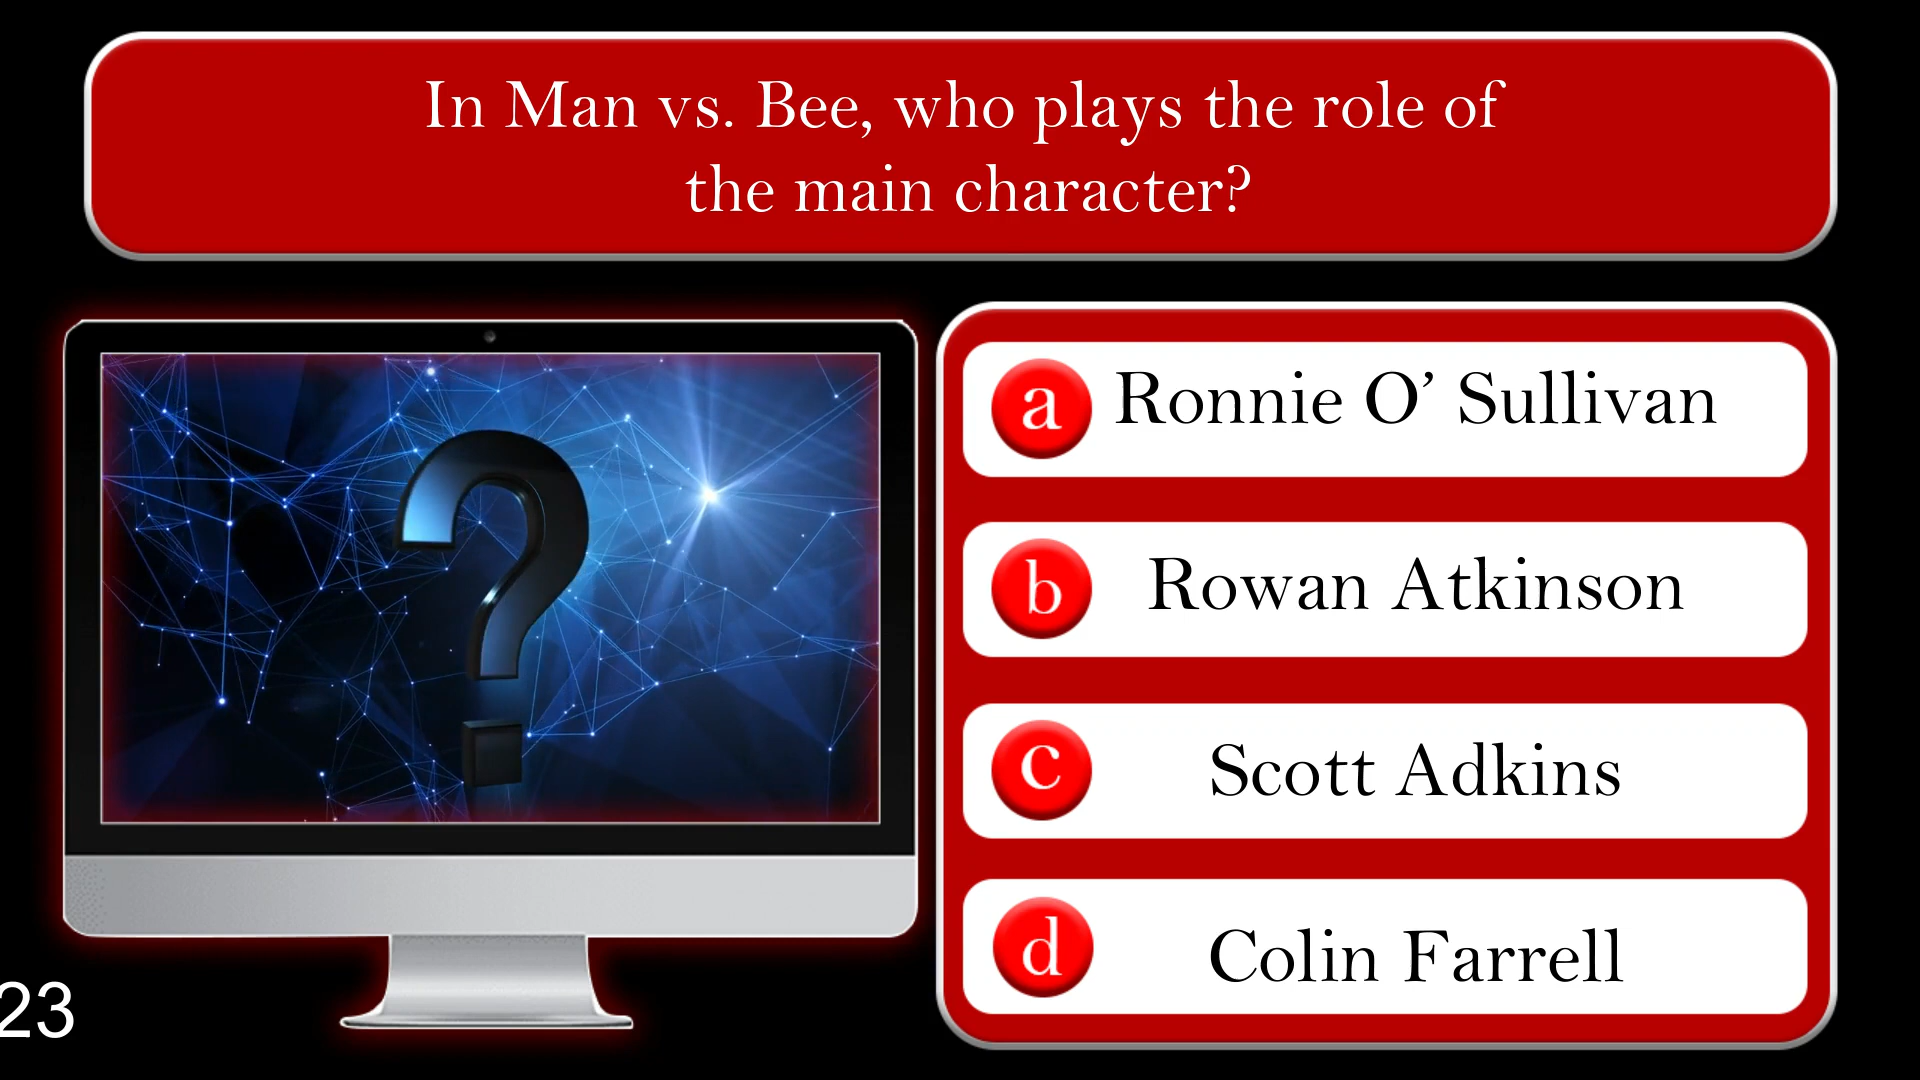 In Man vs. Bee, who plays the role of
the main character?
a Ronnie O’ Sullivan
b Rowan Atkinson
c Scott Adkins
d Colin Farrell
23